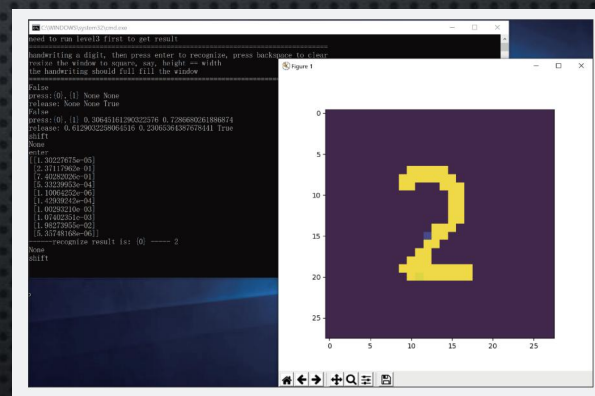 C:\WINDOWS\system32\cmd.exe
need to run level3 first to get result
handwriting a digit, then press enter to recognize, press backspace to clear
resize the window to square, say, height == width
the handwriting should full fill the window
False
press:{0},{1} None None
release: None None True
False
press:{0},{1} 0.30645161290322576 0.7286680261886874
release: 0.6129032258064516 0.23065364387678441 True
shift
None
enter
[[1.30227675e-05]
[2.37117962e-01]
[7.40282026e-01]
[5.33239953e-04]
[1.10064252e-06]
[1.42939242e-04]
[1.00293210e-03]
[1.07402351e-03]
[1.98273955e-02]
[5.35748168e-06]]
------recognize result is: {0} ----- 2
None
shift
Figure 1
0
5
10
15
20
25
0 5 10 15 20 25
2